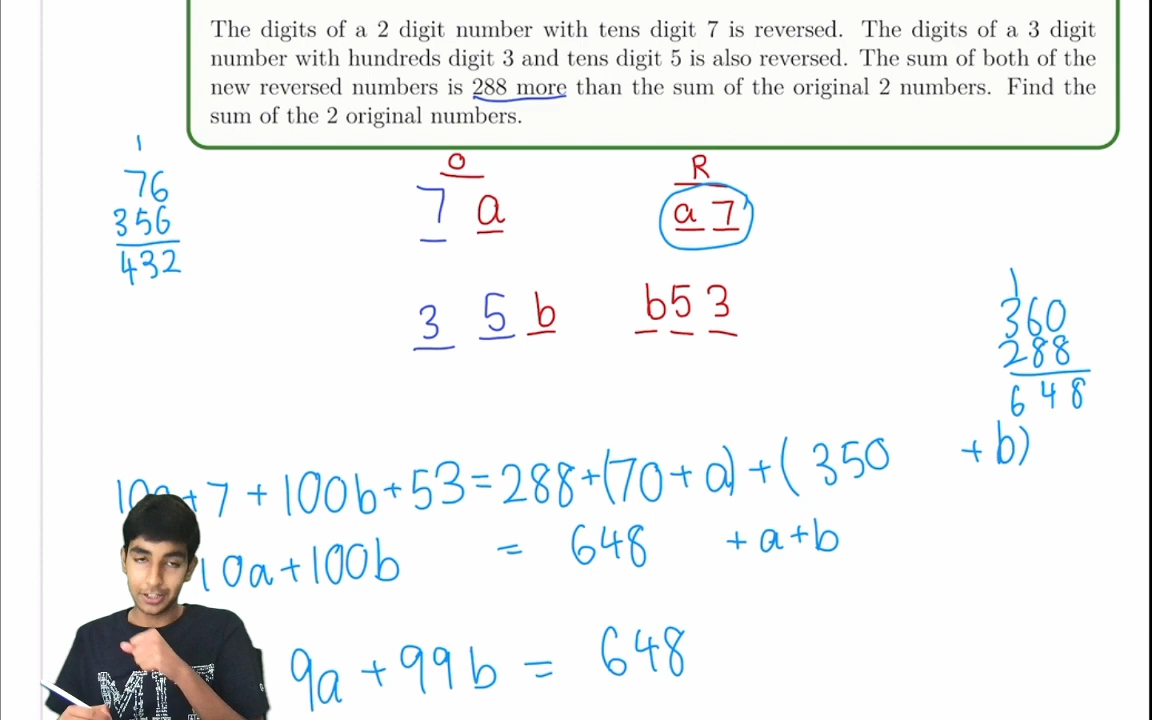 The digits of a 2 digit number with tens digit 7 is reversed. The digits of a 3 digit
number with hundreds digit 3 and tens digit 5 is also reversed. The sum of both of the
new reversed numbers is 288 more than the sum of the original 2 numbers. Find the
sum of the 2 original numbers.
1
76
356
432
O
7 a
R
a 7
3 5 b
b53
1
360
288
648
10a+7+100b+53=288+(70+a)+(350 +b)
10a+100b = 648 +a+b
9a+99b = 648